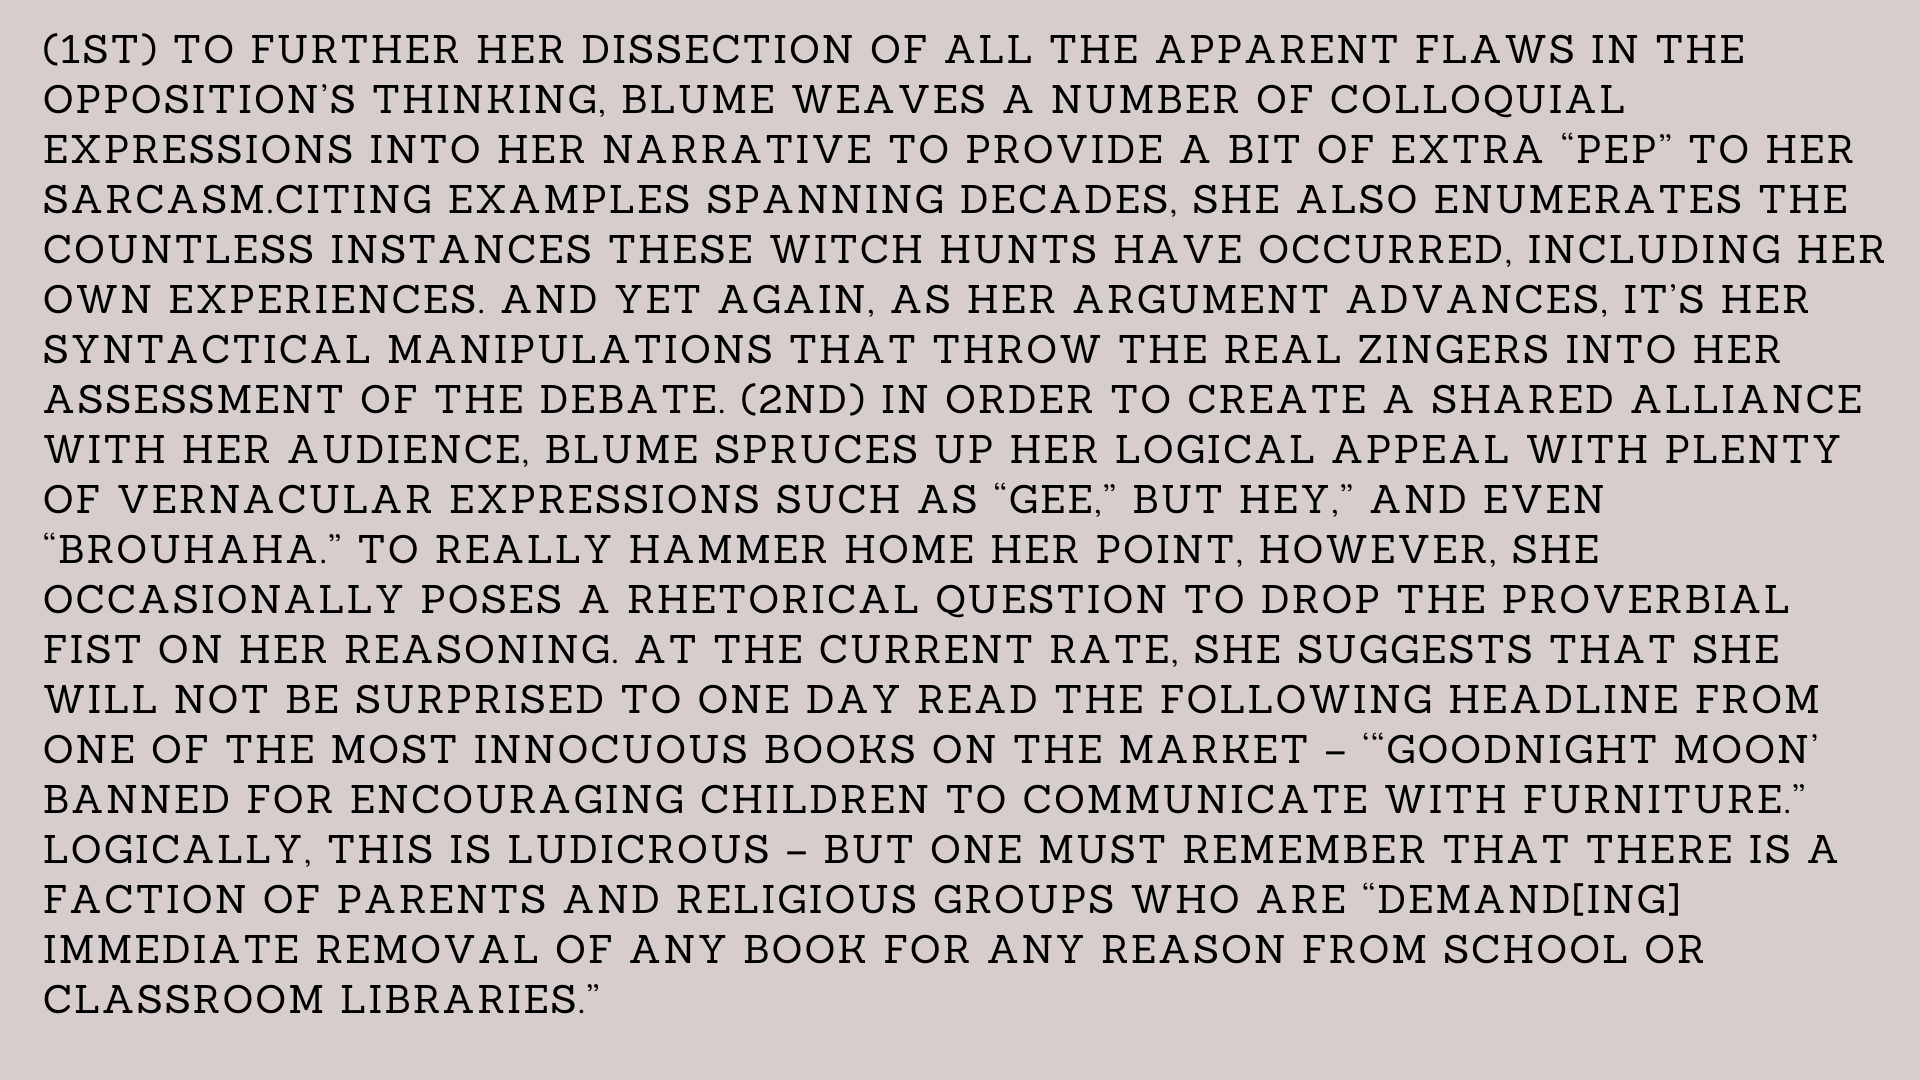 (1ST) TO FURTHER HER DISSECTION OF ALL THE APPARENT FLAWS IN THE
OPPOSITION’S THINKING, BLUME WEAVES A NUMBER OF COLLOQUIAL
EXPRESSIONS INTO HER NARRATIVE TO PROVIDE A BIT OF EXTRA “PEP” TO HER
SARCASM.CITING EXAMPLES SPANNING DECADES, SHE ALSO ENUMERATES THE
COUNTLESS INSTANCES THESE WITCH HUNTS HAVE OCCURRED, INCLUDING HER
OWN EXPERIENCES. AND YET AGAIN, AS HER ARGUMENT ADVANCES, IT’S HER
SYNTACTICAL MANIPULATIONS THAT THROW THE REAL ZINGERS INTO HER
ASSESSMENT OF THE DEBATE. (2ND) IN ORDER TO CREATE A SHARED ALLIANCE
WITH HER AUDIENCE, BLUME SPRUCES UP HER LOGICAL APPEAL WITH PLENTY
OF VERNACULAR EXPRESSIONS SUCH AS “GEE,” BUT HEY,” AND EVEN
“BROUHAHA.” TO REALLY HAMMER HOME HER POINT, HOWEVER, SHE
OCCASIONALLY POSES A RHETORICAL QUESTION TO DROP THE PROVERBIAL
FIST ON HER REASONING. AT THE CURRENT RATE, SHE SUGGESTS THAT SHE
WILL NOT BE SURPRISED TO ONE DAY READ THE FOLLOWING HEADLINE FROM
ONE OF THE MOST INNOCUOUS BOOKS ON THE MARKET – ‘“GOODNIGHT MOON’
BANNED FOR ENCOURAGING CHILDREN TO COMMUNICATE WITH FURNITURE.”
LOGICALLY, THIS IS LUDICROUS – BUT ONE MUST REMEMBER THAT THERE IS A
FACTION OF PARENTS AND RELIGIOUS GROUPS WHO ARE “DEMAND[ING]
IMMEDIATE REMOVAL OF ANY BOOK FOR ANY REASON FROM SCHOOL OR
CLASSROOM LIBRARIES.”